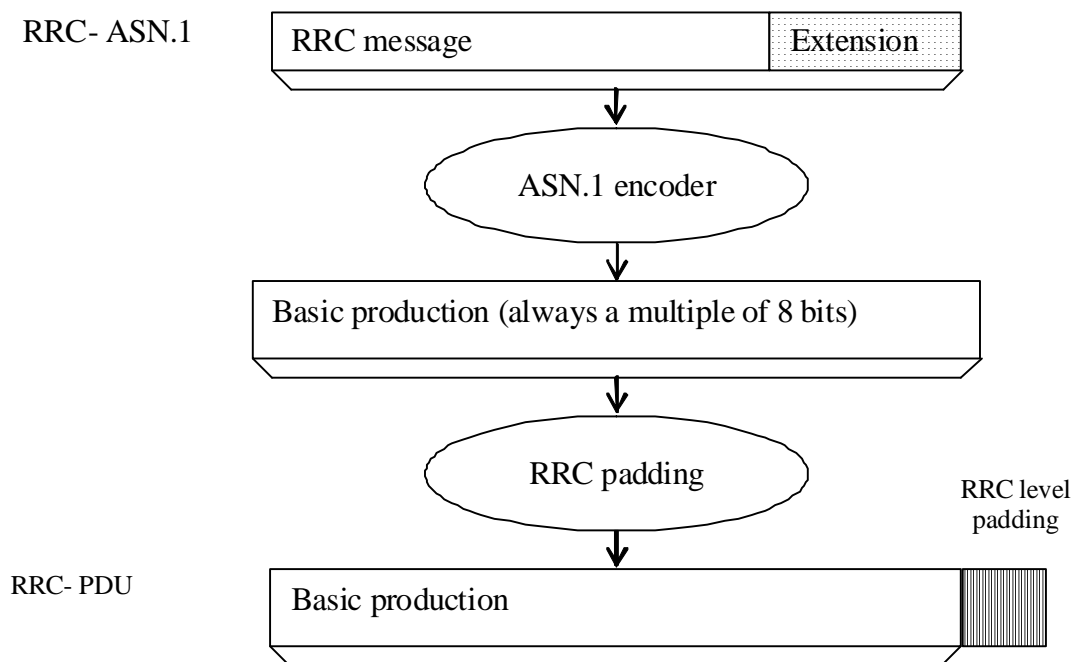 RRC- ASN.1
RRC message
Extension
ASN.1 encoder
Basic production (always a multiple of 8 bits)
RRC padding
RRC level
padding
RRC- PDU
Basic production